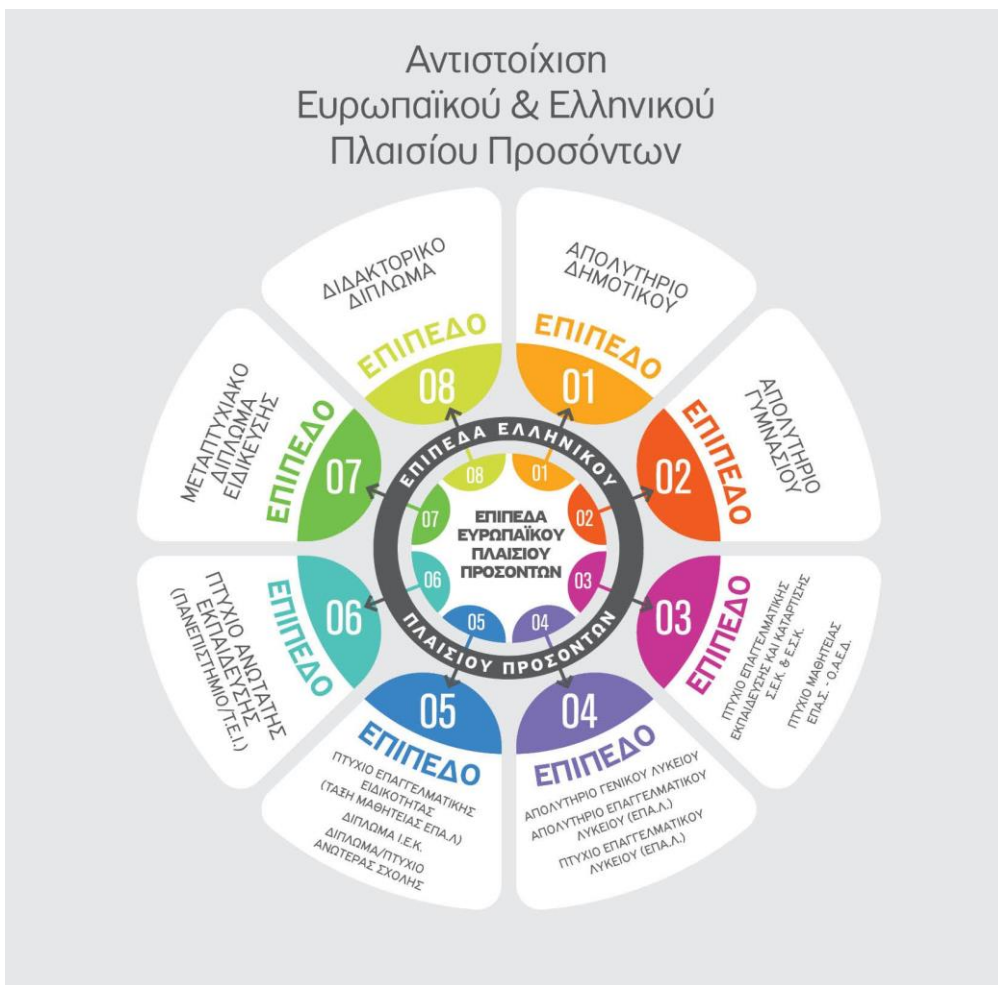 Αντιστοίχιση
Ευρωπαϊκού & Ελληνικού
Πλαισίου Προσόντων
ΑΠΟΛΥΤΗΡΙΟ
ΔΗΜΟΤΙΚΟΥ
ΕΠΙΠΕΔΟ
01
ΑΠΟΛΥΤΗΡΙΟ
ΓΥΜΝΑΣΙΟΥ
ΕΠΙΠΕΔΟ
02
ΠΤΥΧΙΟ ΕΠΑΓΓΕΛΜΑΤΙΚΗΣ
ΕΚΠΑΙΔΕΥΣΗΣ ΚΑΙ ΚΑΤΑΡΤΙΣΗΣ
Σ.Ε.Κ. & Ε.Σ.Κ.
ΠΤΥΧΙΟ ΜΑΘΗΤΕΙΑΣ
ΕΠΑ.Σ. - Ο.Α.Ε.Δ.
ΕΠΙΠΕΔΟ
03
04
ΕΠΙΠΕΔΟ
ΑΠΟΛΥΤΗΡΙΟ ΓΕΝΙΚΟΥ ΛΥΚΕΙΟΥ
ΑΠΟΛΥΤΗΡΙΟ ΕΠΑΓΓΕΛΜΑΤΙΚΟΥ
ΛΥΚΕΙΟΥ (ΕΠΑ.Λ.)
ΠΤΥΧΙΟ ΕΠΑΓΓΕΛΜΑΤΙΚΟΥ
ΛΥΚΕΙΟΥ (ΕΠΑ.Λ.)
05
ΕΠΙΠΕΔΟ
ΠΤΥΧΙΟ ΕΠΑΓΓΕΛΜΑΤΙΚΗΣ
ΕΙΔΙΚΟΤΗΤΑΣ
(ΤΑΞΗ ΜΑΘΗΤΕΙΑΣ ΕΠΑ.Λ)
ΔΙΠΛΩΜΑ Ι.Ε.Κ.
ΔΙΠΛΩΜΑ/ΠΤΥΧΙΟ
ΑΝΩΤΕΡΑΣ ΣΧΟΛΗΣ
06
ΕΠΙΠΕΔΟ
ΠΤΥΧΙΟ ΑΝΩΤΑΤΗΣ
ΕΚΠΑΙΔΕΥΣΗΣ
(ΠΑΝΕΠΙΣΤΗΜΙΟ/Τ.Ε.Ι.)
ΜΕΤΑΠΤΥΧΙΑΚΟ
ΔΙΠΛΩΜΑ
ΕΙΔΙΚΕΥΣΗΣ
ΕΠΙΠΕΔΟ
07
ΔΙΔΑΚΤΟΡΙΚΟ
ΔΙΠΛΩΜΑ
ΕΠΙΠΕΔΟ
08
ΕΠΙΠΕΔΑ ΕΛΛΗΝΙΚΟΥ
ΠΛΑΙΣΙΟΥ ΠΡΟΣΟΝΤΩΝ
01
02
03
04
05
06
07
08
ΕΠΙΠΕΔΑ
ΕΥΡΩΠΑΪΚΟΥ
ΠΛΑΙΣΙΟΥ
ΠΡΟΣΟΝΤΩΝ